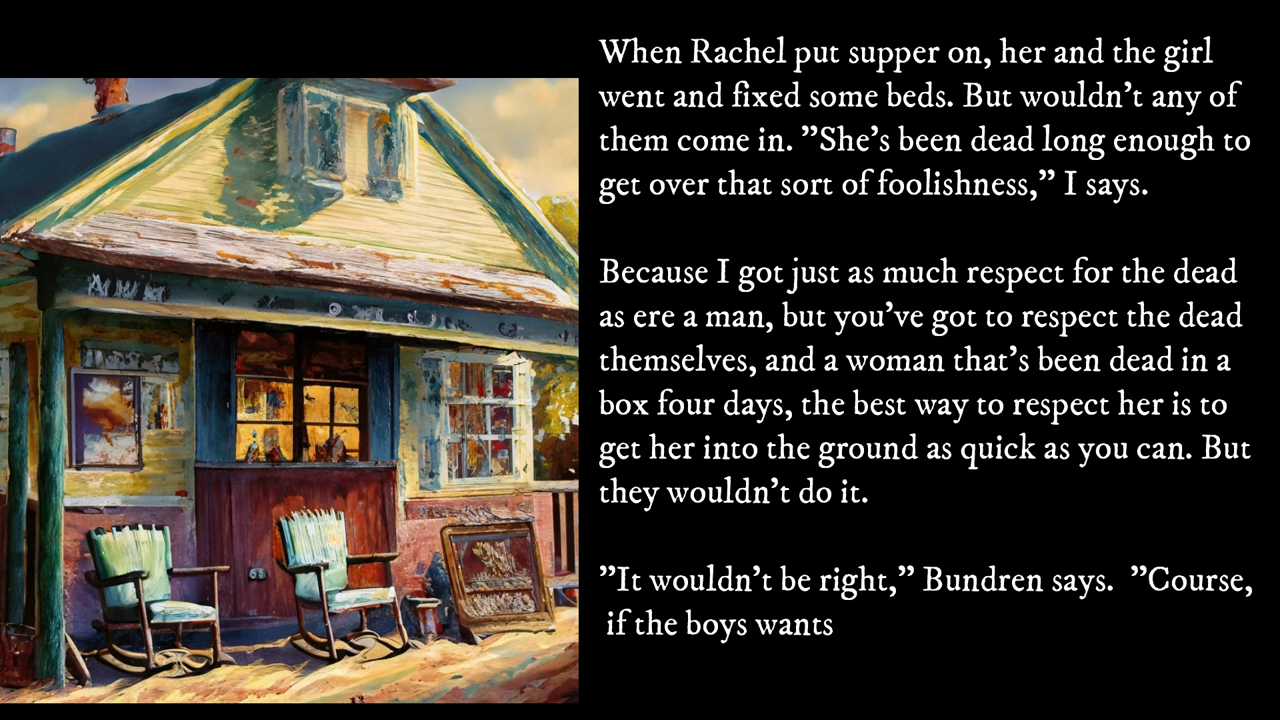 When Rachel put supper on, her and the girl
went and fixed some beds. But wouldn't any of
them come in. "She's been dead long enough to
get over that sort of foolishness," I says.
Because I got just as much respect for the dead
as ere a man, but you've got to respect the dead
themselves, and a woman that's been dead in a
box four days, the best way to respect her is to
get her into the ground as quick as you can. But
they wouldn't do it.
"It wouldn't be right," Bundren says. "Course,
if the boys wants